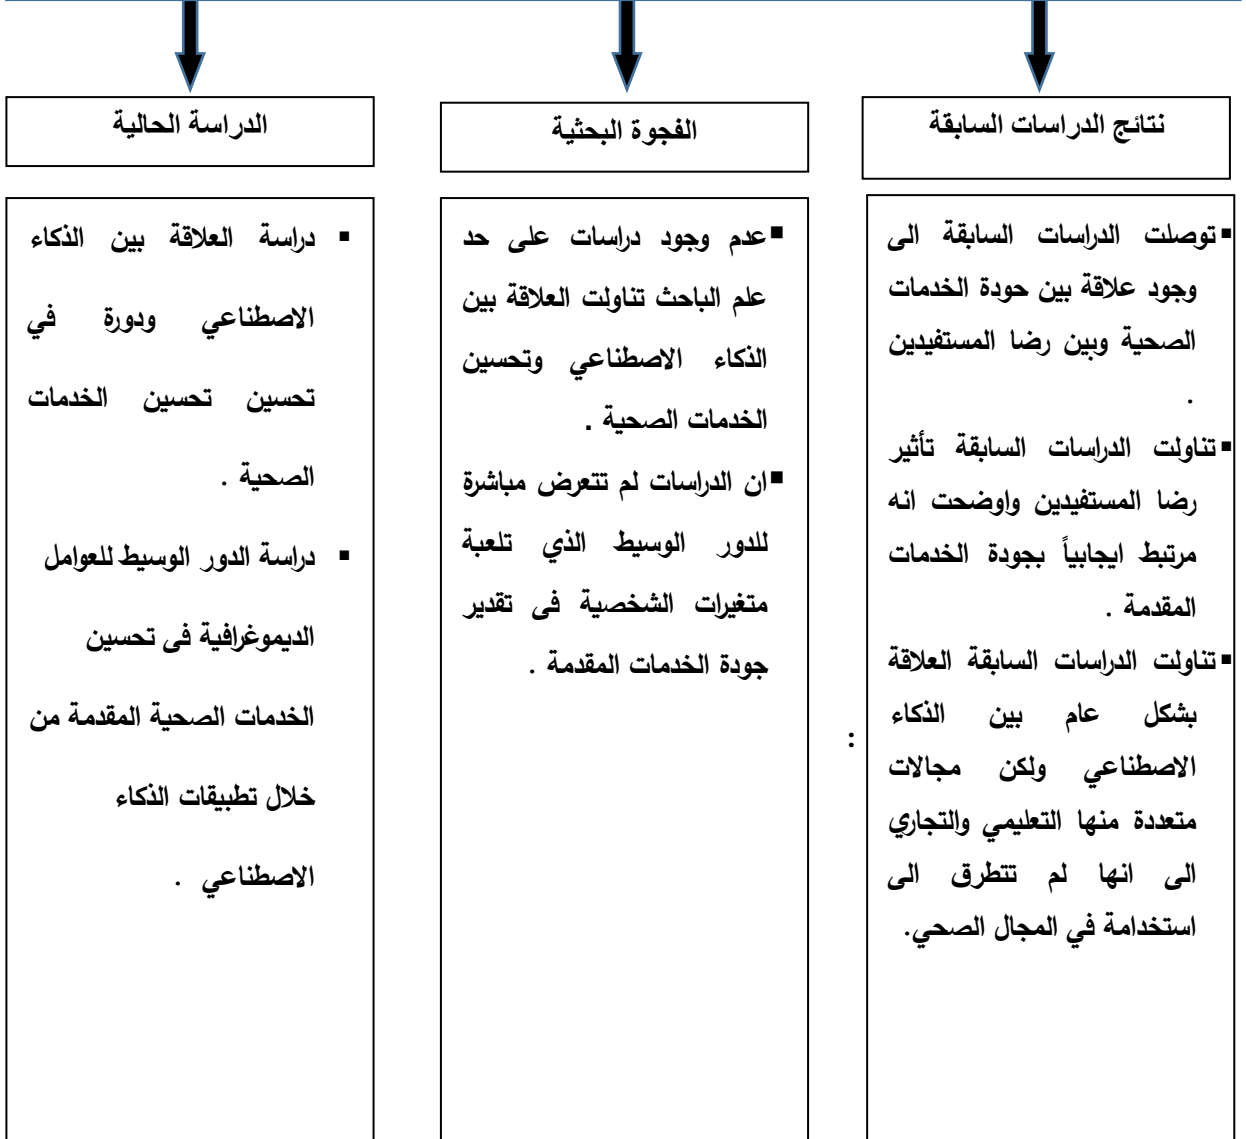 نتائج الدراسات السابقة
▪توصلت الدراسات السابقة الى
وجود علاقة بين حودة الخدمات
الصحية وبين رضا المستفيدين
.
▪تناولت الدراسات السابقة تأثير
رضا المستفيدين واوضحت انه
مرتبط ايجابياً بجودة الخدمات
المقدمة .
▪تناولت الدراسات السابقة العلاقة
بشكل عام بين الذكاء
الاصطناعي ولكن مجالات
متعددة منها التعليمي والتجاري
الى انها لم تتطرق الى
استخدامة في المجال الصحي.
:
الفجوة البحثية
▪عدم وجود دراسات على حد
علم الباحث تناولت العلاقة بين
الذكاء الاصطناعي وتحسين
الخدمات الصحية .
▪ان الدراسات لم تتعرض مباشرة
للدور الوسيط الذي تلعبة
متغيرات الشخصية فى تقدير
جودة الخدمات المقدمة .
الدراسة الحالية
▪ دراسة العلاقة بين الذكاء
الاصطناعي ودورة في
تحسين تحسين الخدمات
الصحية .
▪ دراسة الدور الوسيط للعوامل
الديموغرافية فى تحسين
الخدمات الصحية المقدمة من
خلال تطبيقات الذكاء
الاصطناعي .